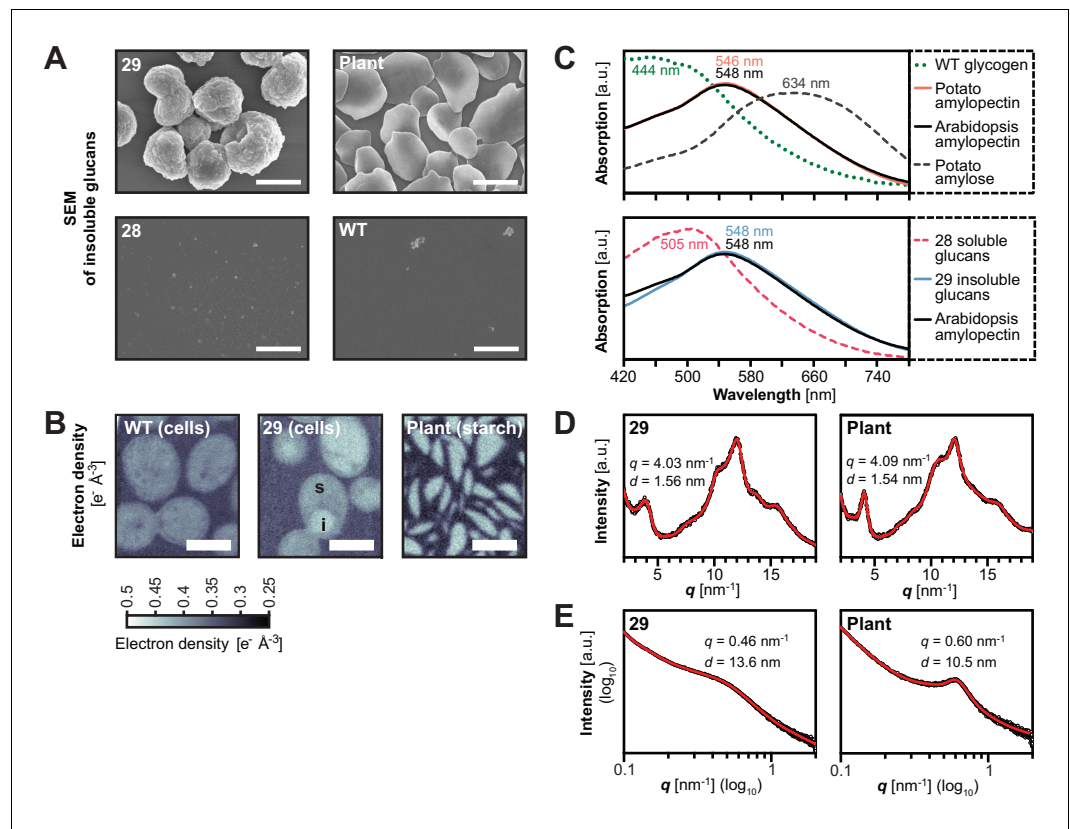 A
SEM
of insoluble glucans
29
Plant
28
WT
B
Electron density
[e⁻ Å⁻³]
WT (cells)
29 (cells)
s
i
Plant (starch)
0.5
0.45
0.4
0.35
0.3
0.25
Electron density [e⁻ Å⁻³]
C
Absorption [a.u.]
444 nm
546 nm
548 nm
634 nm
WT glycogen
Potato
amylopectin
Arabidopsis
amylopectin
Potato
amylose
Absorption [a.u.]
505 nm
548 nm
548 nm
28 soluble
glucans
29 insoluble
glucans
Arabidopsis
amylopectin
420 500 580 660 740
Wavelength [nm]
D
Intensity [a.u.]
29
q = 4.03 nm⁻¹
d = 1.56 nm
5 10 15
q [nm⁻¹]
Plant
q = 4.09 nm⁻¹
d = 1.54 nm
5 10 15
q [nm⁻¹]
E
Intensity [a.u.]
(log₁₀)
29
q = 0.46 nm⁻¹
d = 13.6 nm
0.1 1
q [nm⁻¹] (log₁₀)
Plant
q = 0.60 nm⁻¹
d = 10.5 nm
0.1 1
q [nm⁻¹] (log₁₀)